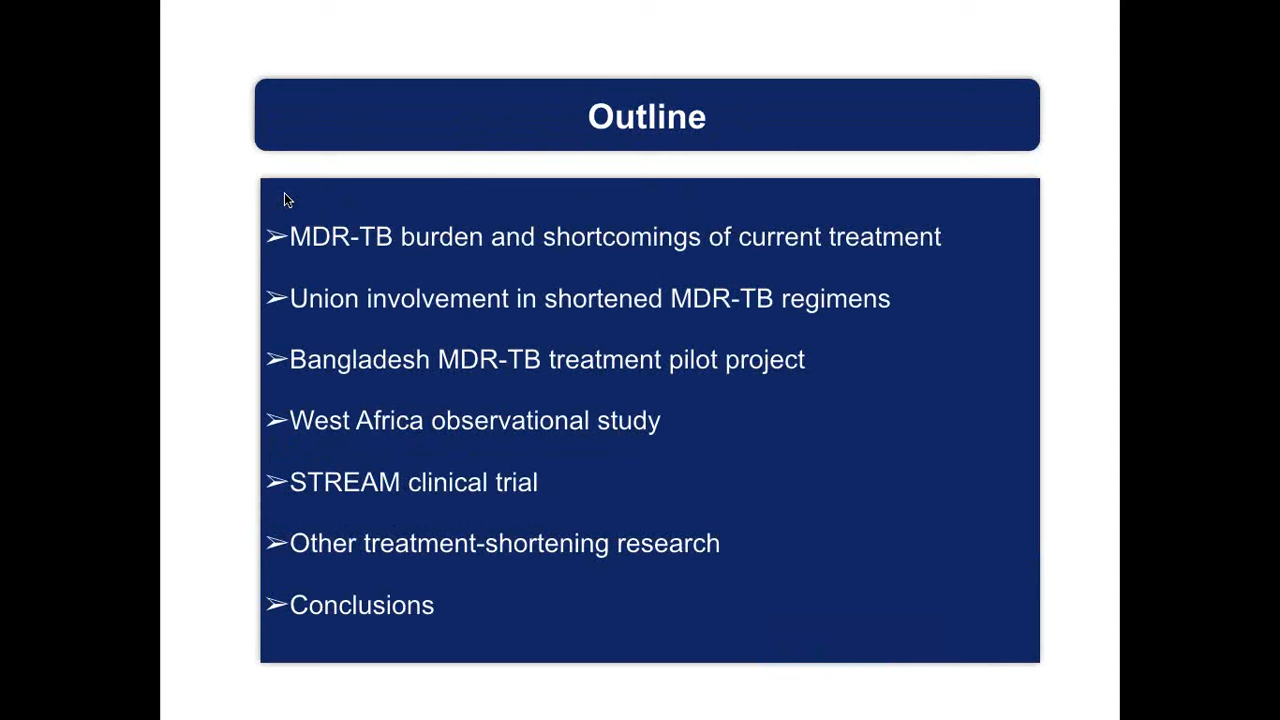 Outline
➢MDR-TB burden and shortcomings of current treatment
➢Union involvement in shortened MDR-TB regimens
➢Bangladesh MDR-TB treatment pilot project
➢West Africa observational study
➢STREAM clinical trial
➢Other treatment-shortening research
➢Conclusions